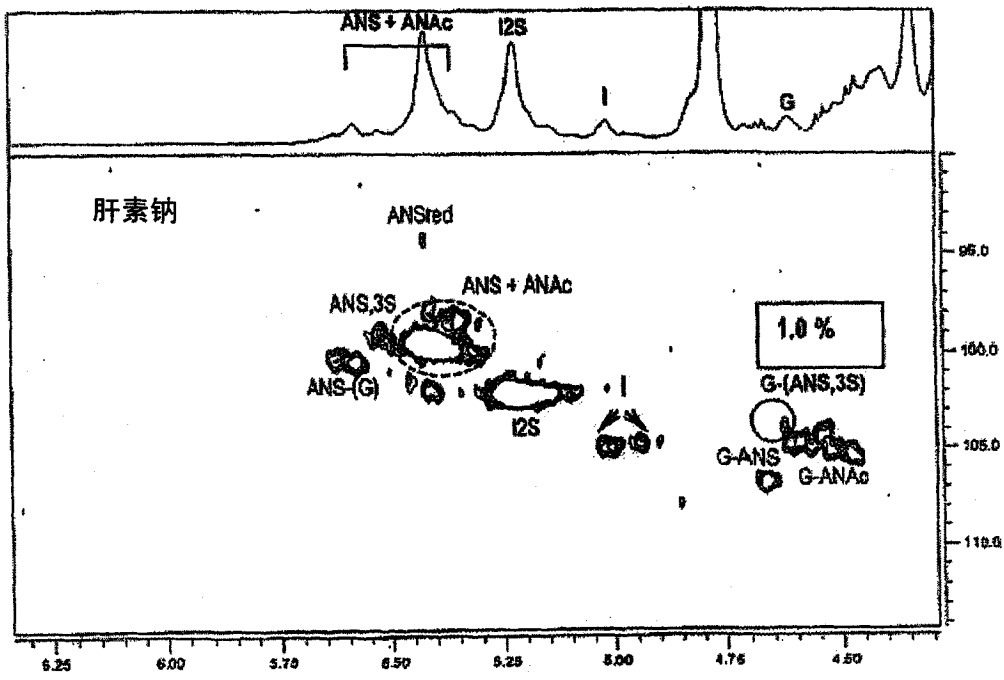 ANS + ANAc
I2S
I
G
肝素钠
ANSred
ANS,3S
ANS + ANAc
ANS-(G)
I2S
I
1.0 %
G-(ANS,3S)
G-ANS
G-ANAc
95.0
100.0
105.0
110.0
6.25 6.00 5.75 5.50 5.25 5.00 4.75 4.50